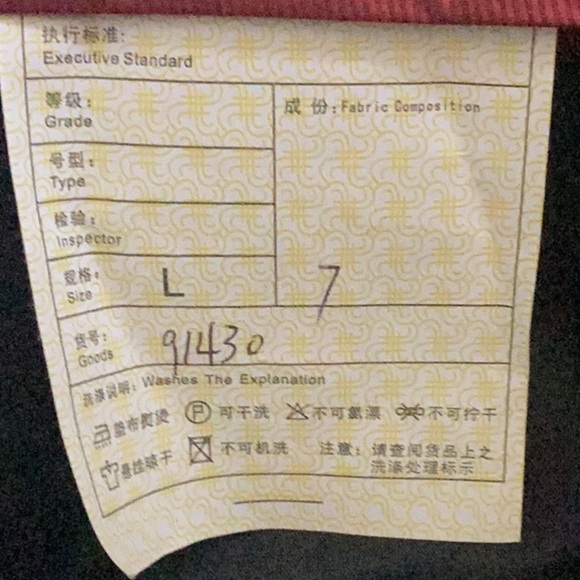 执行标准:
Executive Standard
等级:
Grade
成 份: Fabric Composition
号型:
Type
检验:
Inspector
规格:
Size
L
7
货号:
Goods
91430
洗涤说明: Washes The Explanation
垫布熨烫 P 可干洗 不可氯漂 不可拧干
悬挂晾干 不可机洗 注意: 请查阅货品上之
洗涤处理标示